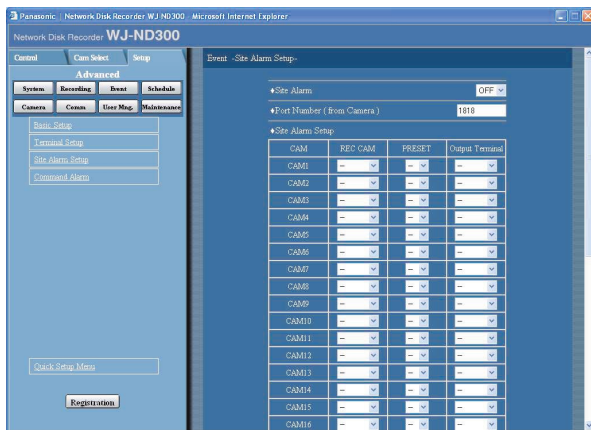 Panasonic | Network Disk Recorder WJ-ND300 - Microsoft Internet Explorer
Network Disk Recorder WJ-ND300
Control Cam Select Setup
Advanced
System Recording Event Schedule
Camera Comm User Mng. Maintenance
Basic Setup
Terminal Setup
Site Alarm Setup
Command Alarm
Quick Setup Menu
Registration
Event -Site Alarm Setup-
♦Site Alarm OFF
♦Port Number ( from Camera ) 1818
♦Site Alarm Setup
CAM REC CAM PRESET Output Terminal
CAM1 - - -
CAM2 - - -
CAM3 - - -
CAM4 - - -
CAM5 - - -
CAM6 - - -
CAM7 - - -
CAM8 - - -
CAM9 - - -
CAM10 - - -
CAM11 - - -
CAM12 - - -
CAM13 - - -
CAM14 - - -
CAM15 - - -
CAM16 - - -